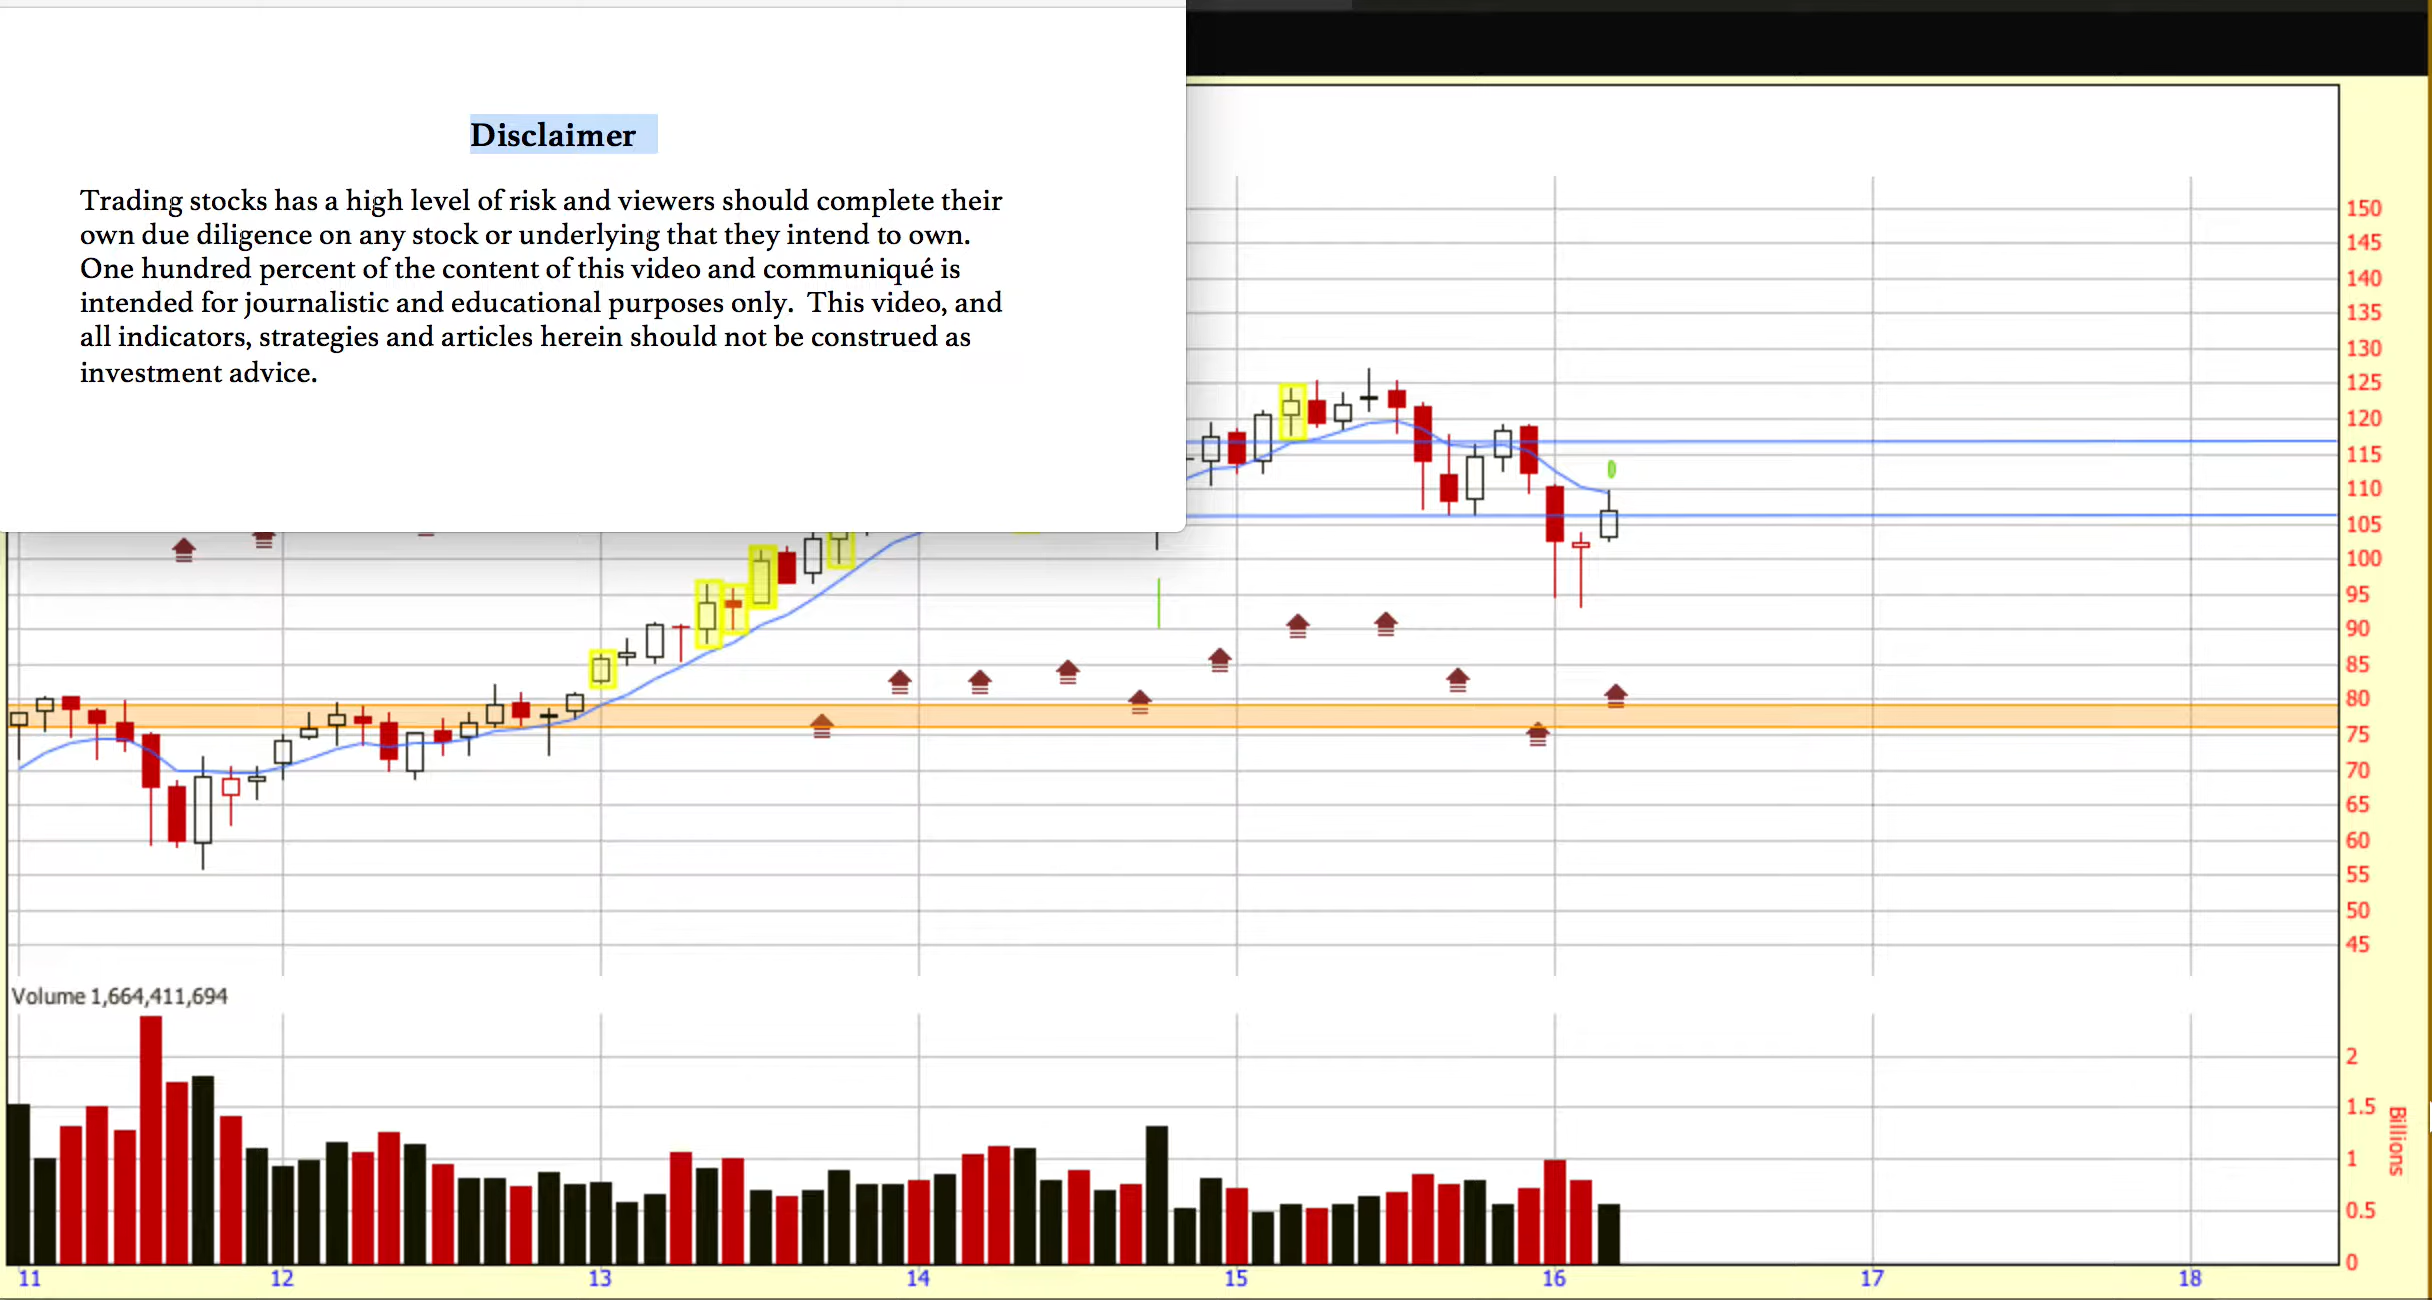 Disclaimer
Trading stocks has a high level of risk and viewers should complete their
own due diligence on any stock or underlying that they intend to own.
One hundred percent of the content of this video and communiqué is
intended for journalistic and educational purposes only.  This video, and
all indicators, strategies and articles herein should not be construed as
investment advice.
150
145
140
135
130
125
120
115
110
105
100
95
90
85
80
75
70
65
60
55
50
45
0
Volume 1,664,411,694
2
1.5
1
0.5
0
Billions
11 12 13 14 15 16 17 18